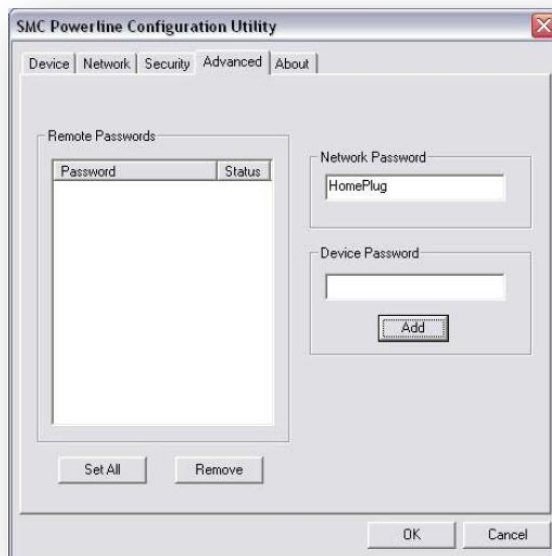 SMC Powerline Configuration Utility
Device Network Security Advanced About
Remote Passwords
Password Status
Network Password
HomePlug
Device Password
Add
Set All Remove
OK Cancel